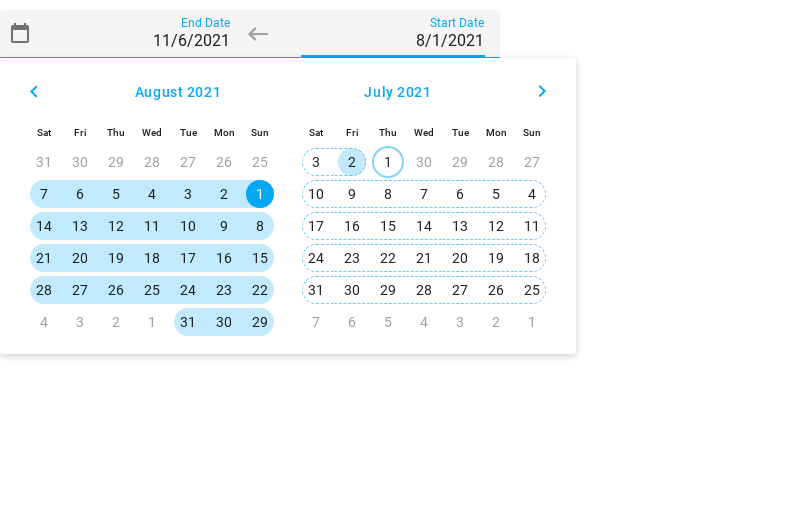 End Date Start Date
11/6/2021 8/1/2021
August 2021 July 2021
Sat Fri Thu Wed Tue Mon Sun Sat Fri Thu Wed Tue Mon Sun
31 30 29 28 27 26 25 3 2 1 30 29 28 27
7 6 5 4 3 2 1 10 9 8 7 6 5 4
14 13 12 11 10 9 8 17 16 15 14 13 12 11
21 20 19 18 17 16 15 24 23 22 21 20 19 18
28 27 26 25 24 23 22 31 30 29 28 27 26 25
4 3 2 1 31 30 29 7 6 5 4 3 2 1